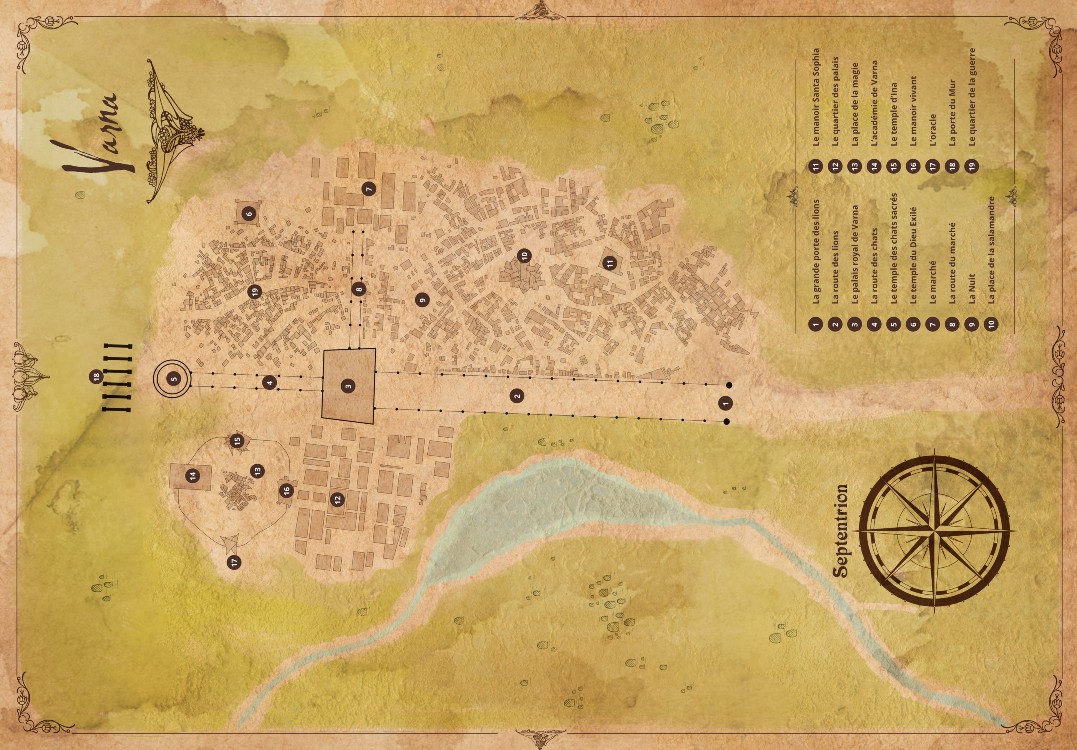 Varna
18
5
14
17
15
6
19
13
4
16
12
3
8
7
9
2
10
11
1
Septentrion
1 La grande porte des lions
2 La route des lions
3 Le palais royal de Varna
4 La route des chats
5 Le temple des chats sacrés
6 Le temple du Dieu Exilé
7 Le marché
8 La route du marché
9 La Nuit
10 La place de la salamandre
11 Le manoir Santa Sophia
12 Le quartier des palais
13 La place de la magie
14 L'académie de Varna
15 Le temple d'Ina
16 Le manoir vivant
17 L'oracle
18 La porte du Mur
19 Le quartier de la guerre